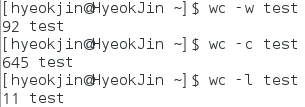 [hyeokjin@HyeokJin ~]$ wc -w test
92 test
[hyeokjin@HyeokJin ~]$ wc -c test
645 test
[hyeokjin@HyeokJin ~]$ wc -l test
11 test